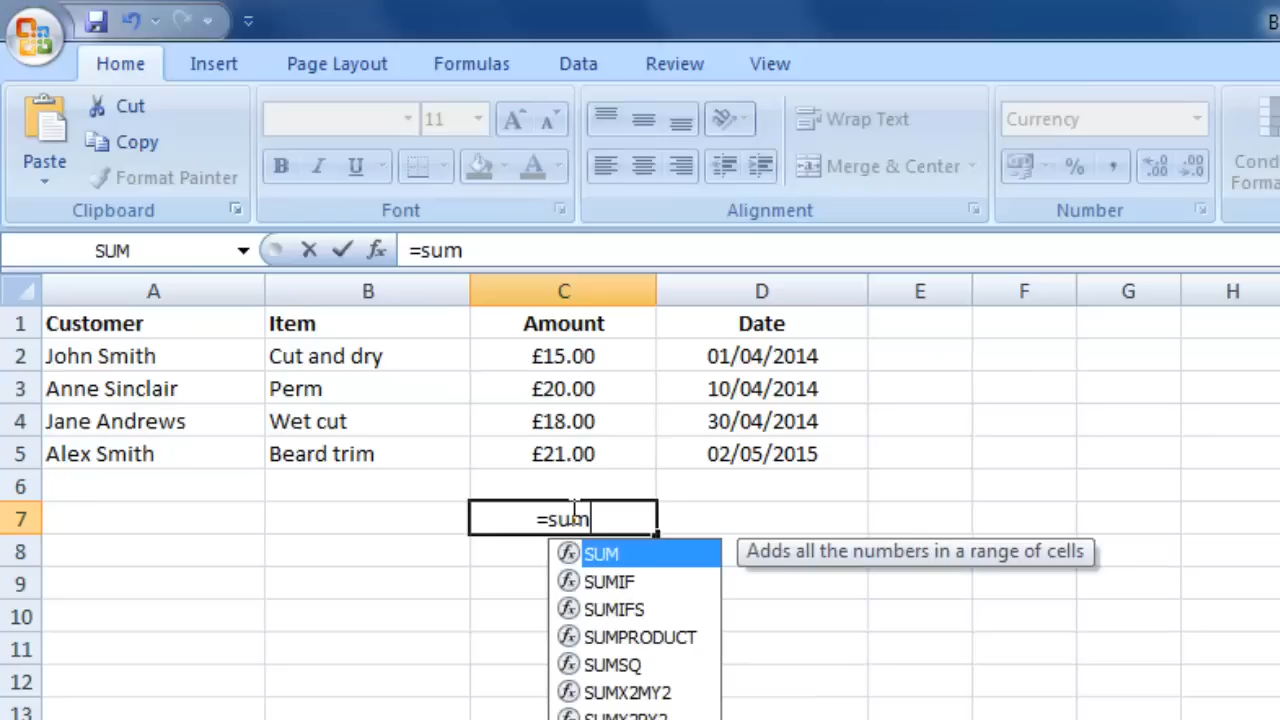 B
Home Insert Page Layout Formulas Data Review View
Cut
Copy
Paste
Format Painter
11
B I U A
Wrap Text
Merge & Center
Currency
%
Cond
Forma
Clipboard Font Alignment Number
SUM fx =sum
A B C D E F G H
1 Customer Item Amount Date
2 John Smith Cut and dry £15.00 01/04/2014
3 Anne Sinclair Perm £20.00 10/04/2014
4 Jane Andrews Wet cut £18.00 30/04/2014
5 Alex Smith Beard trim £21.00 02/05/2015
6
7 =sum
8 SUM Adds all the numbers in a range of cells
9 SUMIF
10 SUMIFS
11 SUMPRODUCT
12 SUMSQ
13 SUMX2MY2